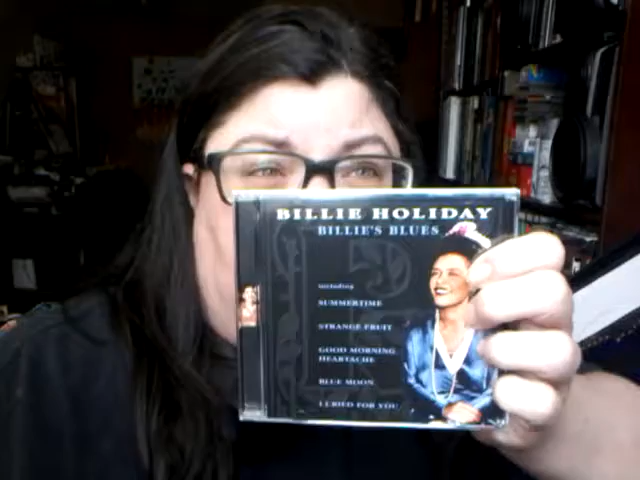 BILLIE HOLIDAY
BILLIE'S BLUES
including
SUMMERTIME
STRANGE FRUIT
GOOD MORNING
HEARTACHE
BLUE MOON
I CRIED FOR YOU